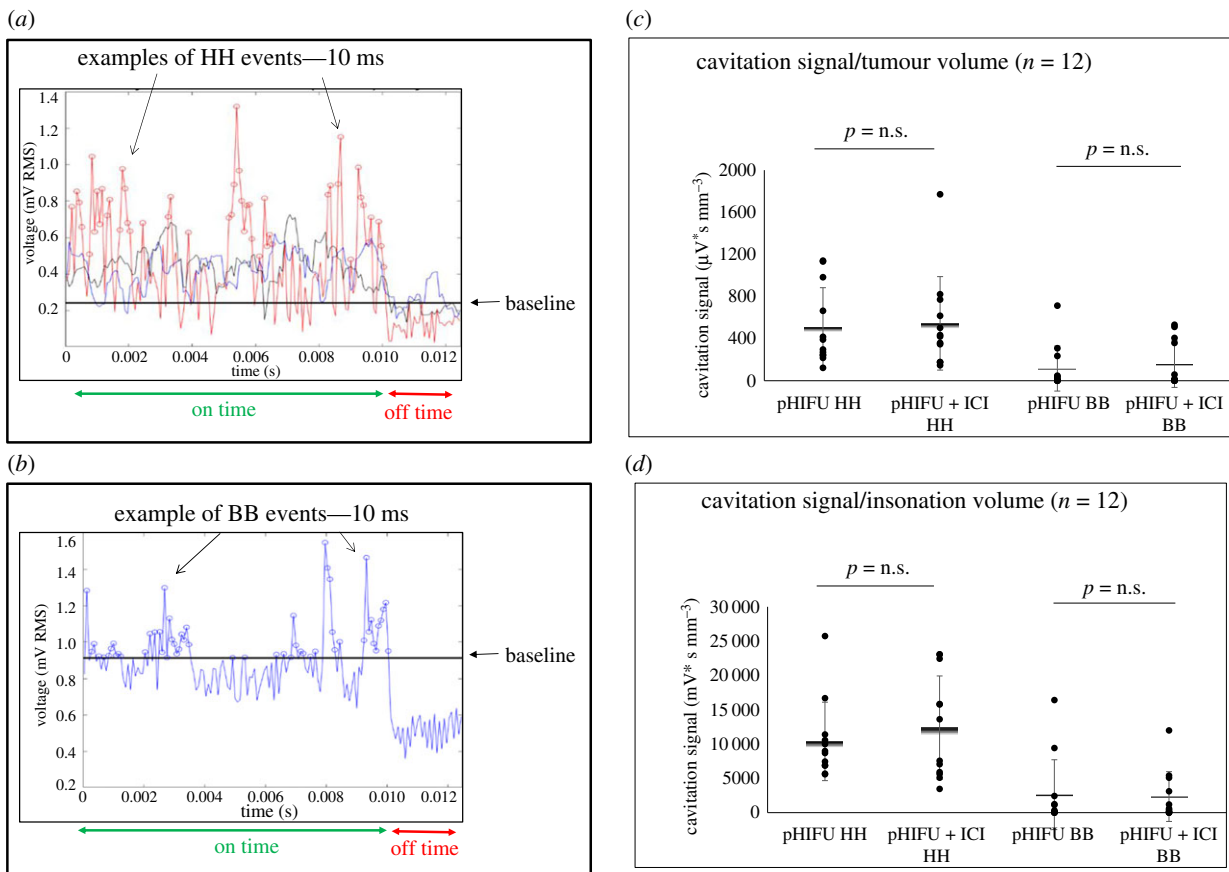 (a)
examples of HH events—10 ms
voltage (mV RMS)
1.4
1.2
1.0
0.8
0.6
0.4
0.2
baseline
0 0.002 0.004 0.006 0.008 0.010 0.012
time (s)
on time
off time
(b)
example of BB events—10 ms
voltage (mV RMS)
1.6
1.4
1.2
1.0
0.8
0.6
0.4
0.2
baseline
0 0.002 0.004 0.006 0.008 0.010 0.012
time (s)
on time
off time
(c)
cavitation signal/tumour volume (n = 12)
p = n.s.
p = n.s.
cavitation signal (µV* s mm⁻³)
2000
1600
1200
800
400
0
pHIFU HH
pHIFU + ICI
HH
pHIFU BB
pHIFU + ICI
BB
(d)
cavitation signal/insonation volume (n = 12)
p = n.s.
p = n.s.
cavitation signal (mV* s mm⁻³)
30 000
25 000
20 000
15 000
10 000
5000
0
pHIFU HH
pHIFU + ICI
HH
pHIFU BB
pHIFU + ICI
BB